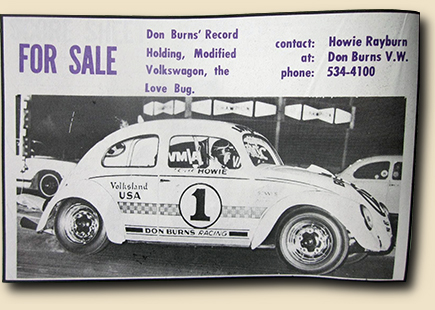 FOR SALE
Don Burns' Record
Holding, Modified
Volkswagon, the
Love Bug.
contact: Howie Rayburn
at: Don Burns V.W.
phone: 534-4100
HOWIE
Volksland
USA
1
DON BURNS RACING